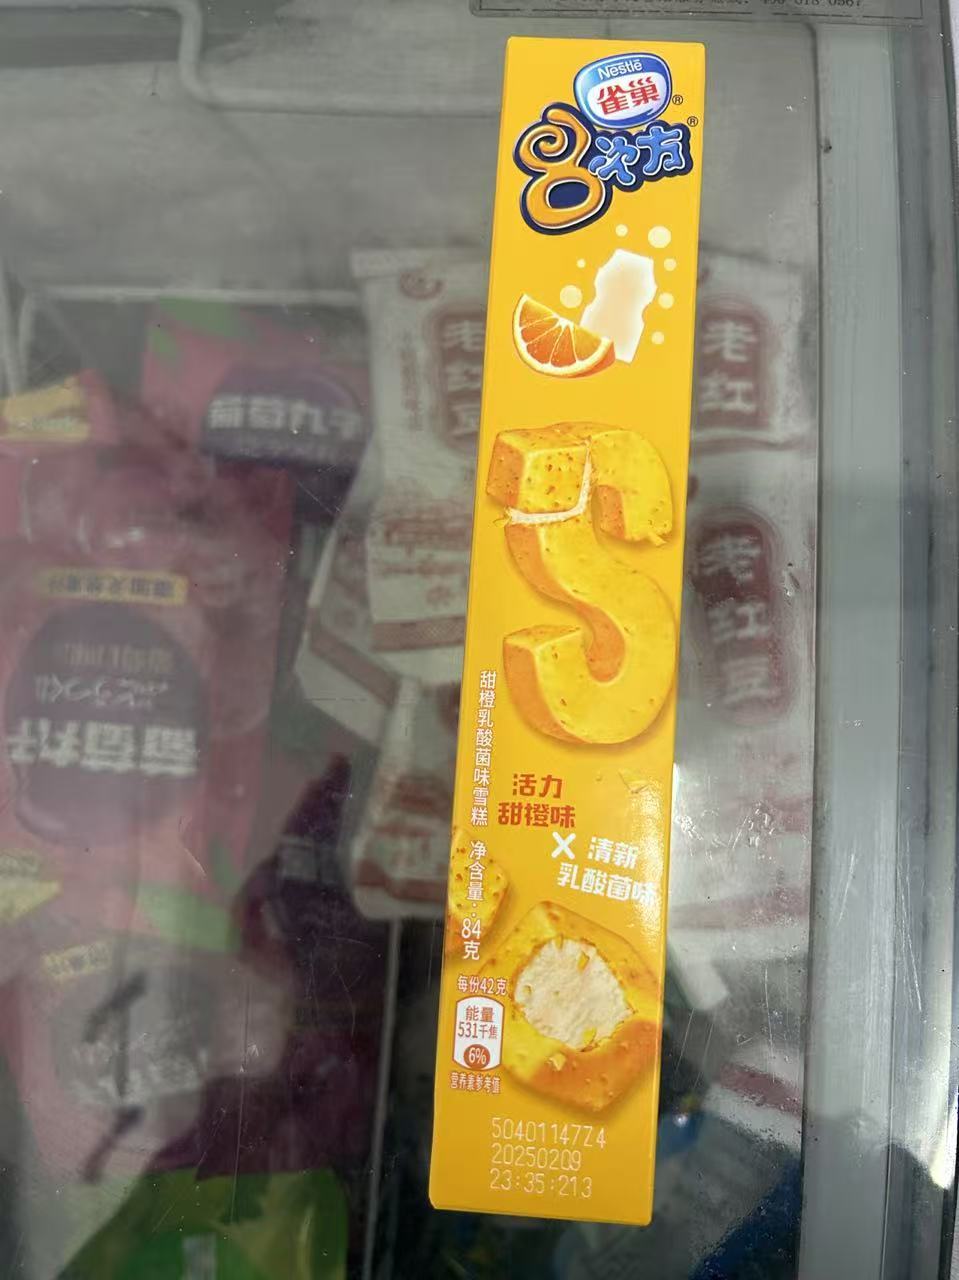 Nestlé
雀巢®
8次方®
甜橙乳酸菌味雪糕 净含量:84克
活力
甜橙味
X 清新
乳酸菌味
每份42克
能量
531千焦
6%
营养素参考值
50401147Z4
20250209
23:35:213
老红豆
老红
老红豆
葡萄